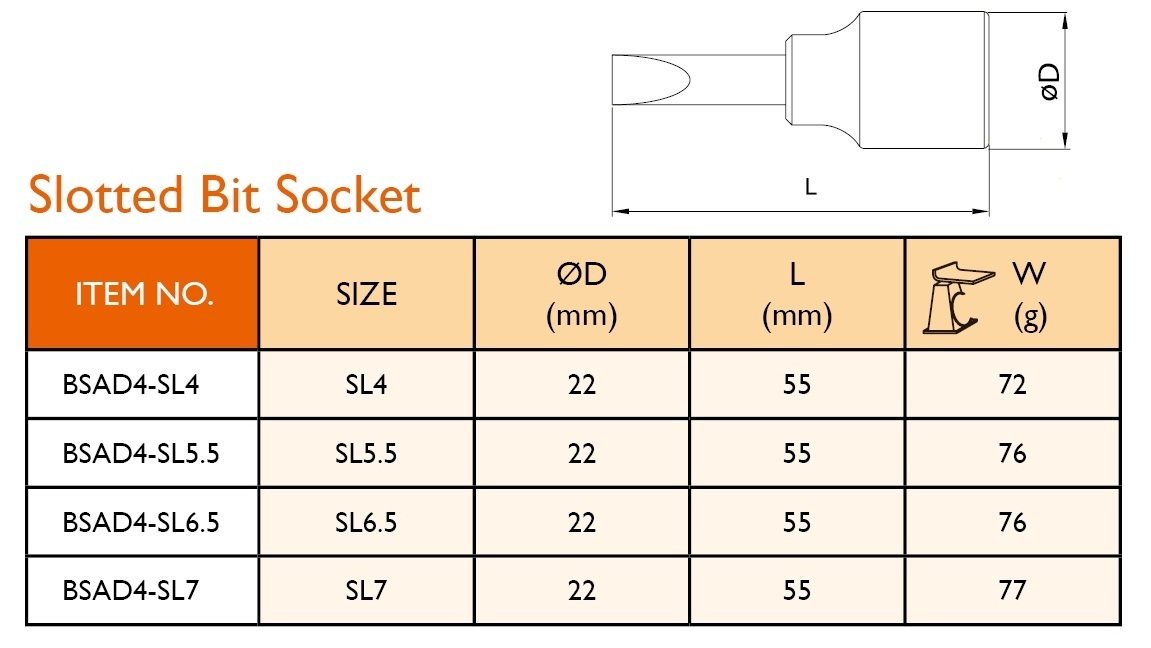 øD
L
Slotted Bit Socket
ITEM NO. SIZE ØD (mm) L (mm) W (g)
BSAD4-SL4 SL4 22 55 72
BSAD4-SL5.5 SL5.5 22 55 76
BSAD4-SL6.5 SL6.5 22 55 76
BSAD4-SL7 SL7 22 55 77